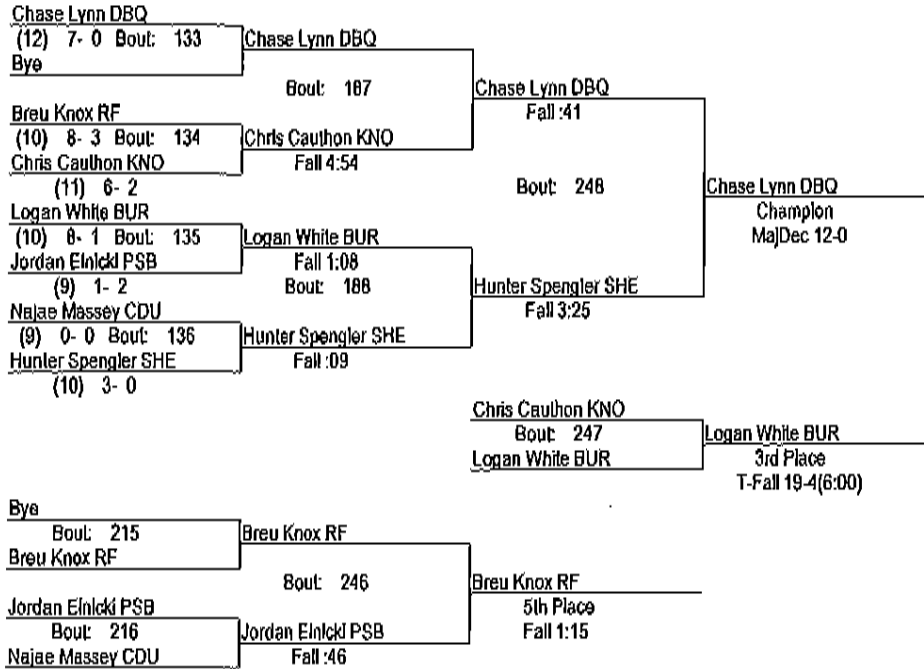 Chase Lynn DBQ
(12) 7- 0 Bout: 133
Bye
Chase Lynn DBQ
Bout: 187
Breu Knox RF
(10) 8- 3 Bout: 134
Chris Cauthon KNO
(11) 6- 2
Chris Cauthon KNO
Fall 4:54
Chase Lynn DBQ
Fall :41
Bout: 248
Logan White BUR
(10) 8- 1 Bout: 135
Jordan Einicki PSB
(9) 1- 2
Logan White BUR
Fall 1:08
Bout: 188
Najae Massey CDU
(9) 0- 0 Bout: 136
Hunter Spengler SHE
(10) 3- 0
Hunter Spengler SHE
Fall :09
Hunter Spengler SHE
Fall 3:25
Chase Lynn DBQ
Champion
MajDec 12-0
Chris Cauthon KNO
Bout: 247
Logan White BUR
Logan White BUR
3rd Place
T-Fall 19-4(6:00)
Bye
Bout: 215
Breu Knox RF
Breu Knox RF
Bout: 246
Jordan Einicki PSB
Bout: 216
Najae Massey CDU
Jordan Einicki PSB
Fall :46
Breu Knox RF
5th Place
Fall 1:15